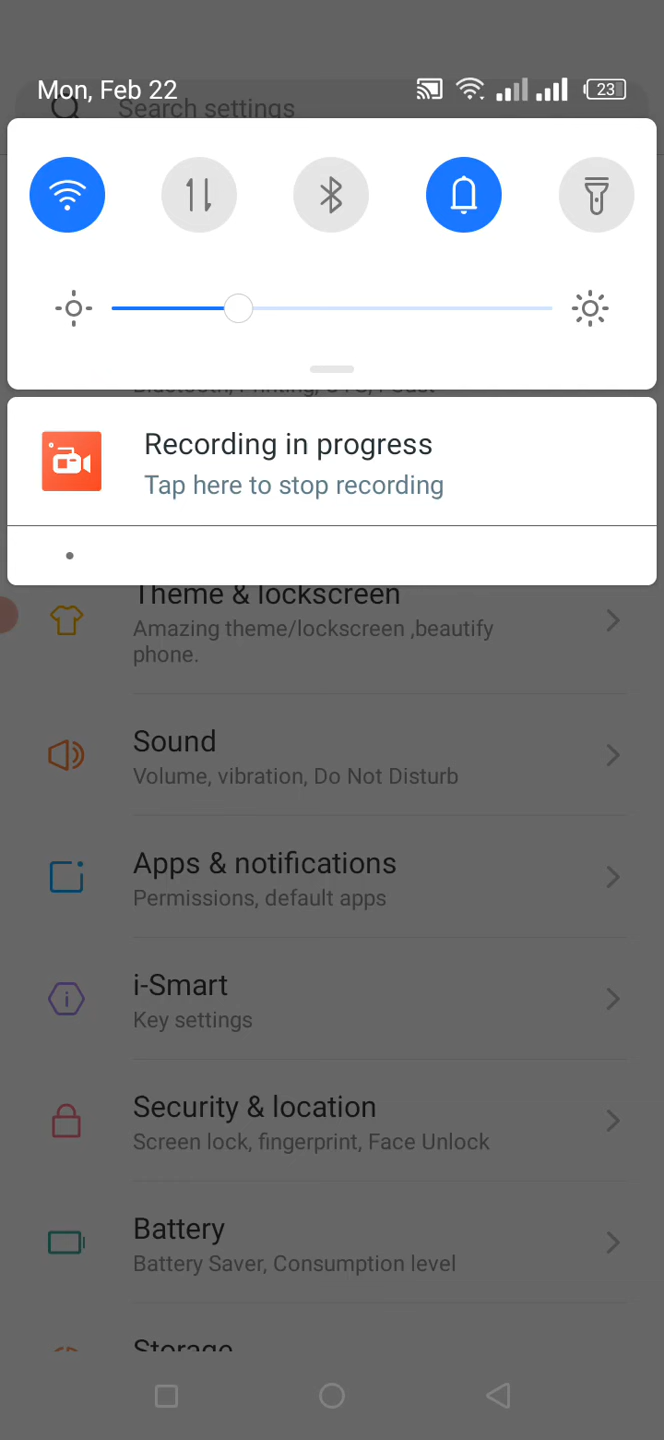 Mon, Feb 22
23
Search settings
Recording in progress
Tap here to stop recording
Theme & lockscreen
Amazing theme/lockscreen ,beautify
phone.
Sound
Volume, vibration, Do Not Disturb
Apps & notifications
Permissions, default apps
i-Smart
Key settings
Security & location
Screen lock, fingerprint, Face Unlock
Battery
Battery Saver, Consumption level
Storage